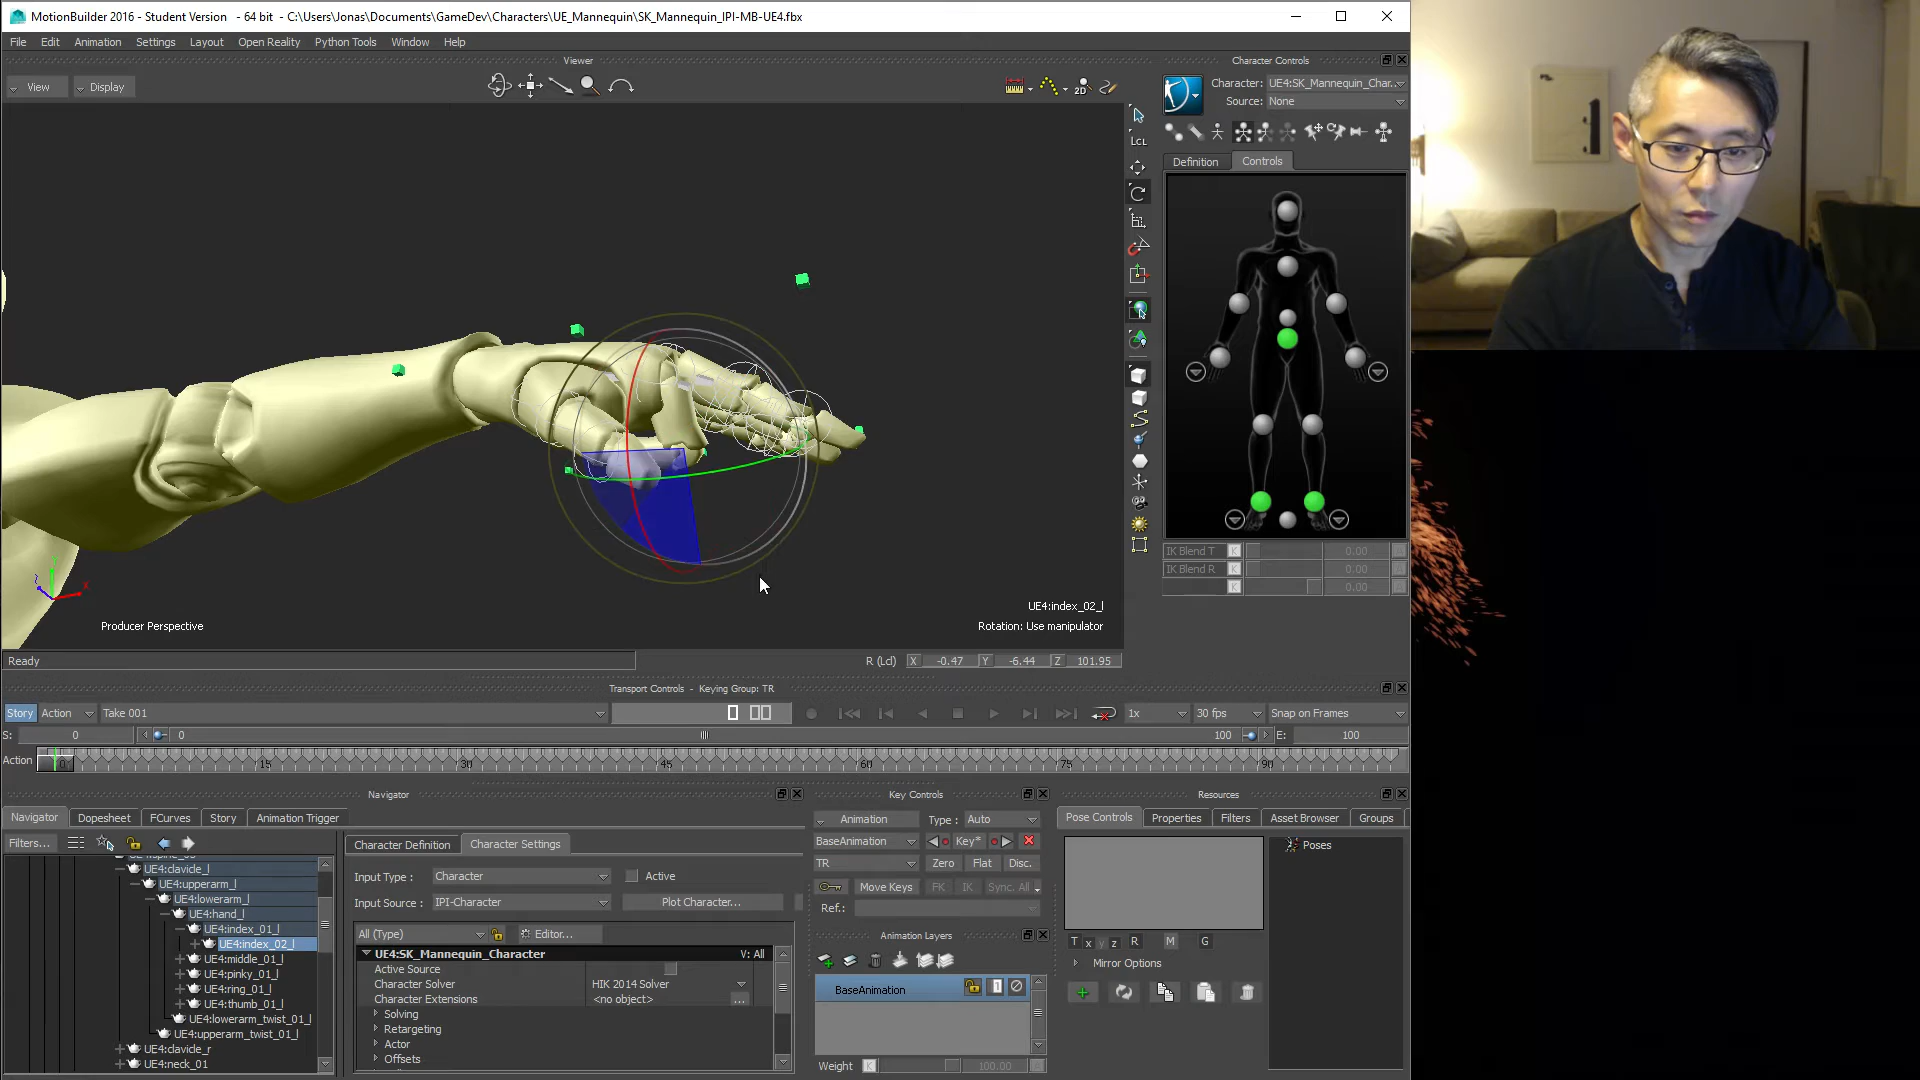 MotionBuilder 2016 - Student Version - 64 bit - C:\Users\Jonas\Documents\GameDev\Characters\UE_Mannequin\SK_Mannequin_IPI-MB-UE4.fbx
File Edit Animation Settings Layout Open Reality Python Tools Window Help
Viewer
Character Controls
View Display
2D
Character: UE4:SK_Mannequin_Char...
Source: None
LCL
Definition Controls
IK Blend T K 0.00
IK Blend R K 0.00
K 0.00
UE4:index_02_l
Producer Perspective
Rotation: Use manipulator
Ready
R (Lcl) X -0.47 Y -6.44 Z 101.95
Transport Controls - Keying Group: TR
Story Action Take 001 1x 30 fps Snap on Frames
S: 0 0 100 E: 100
Action 0 15 30 45 60 75 90
Navigator
Key Controls
Resources
Navigator Dopesheet FCurves Story Animation Trigger
Animation Type : Auto
Pose Controls Properties Filters Asset Browser Groups
Filters...
Character Definition Character Settings
BaseAnimation Key*
Poses
UE4:clavicle_l
UE4:upperarm_l
UE4:lowerarm_l
UE4:hand_l
UE4:index_01_l
UE4:index_02_l
UE4:middle_01_l
UE4:pinky_01_l
UE4:ring_01_l
UE4:thumb_01_l
UE4:lowerarm_twist_01_l
UE4:upperarm_twist_01_l
UE4:clavicle_r
UE4:neck_01
Input Type : Character Active
Input Source : IPI-Character Plot Character...
All (Type) Editor...
UE4:SK_Mannequin_Character V: All
Active Source
Character Solver HIK 2014 Solver
Character Extensions <no object> ...
Solving
Retargeting
Actor
Offsets
TR Zero Flat Disc.
Move Keys FK IK Sync. All
Ref.:
Animation Layers
BaseAnimation
Weight K 100.00
T x y z R M G
Mirror Options